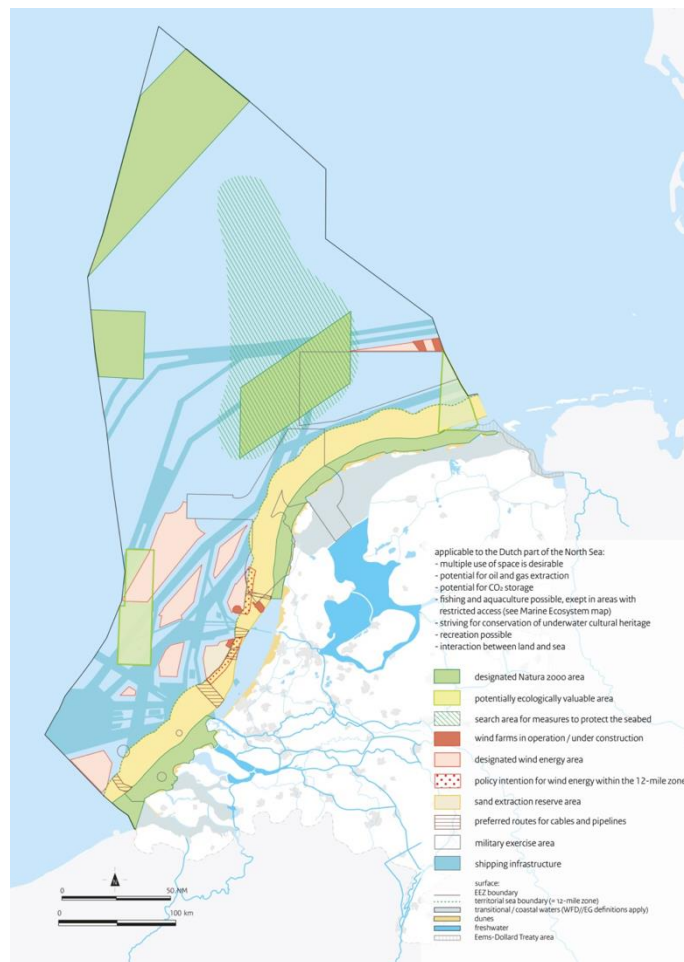 applicable to the Dutch part of the North Sea:
- multiple use of space is desirable
- potential for oil and gas extraction
- potential for CO₂ storage
- fishing and aquaculture possible, exept in areas with
restricted access (see Marine Ecosystem map)
- striving for conservation of underwater cultural heritage
- recreation possible
- interaction between land and sea
designated Natura 2000 area
potentially ecologically valuable area
search area for measures to protect the seabed
wind farms in operation / under construction
designated wind energy area
policy intention for wind energy within the 12-mile zone
sand extraction reserve area
preferred routes for cables and pipelines
military exercise area
shipping infrastructure
surface:
EEZ boundary
territorial sea boundary (= 12-mile zone)
transitional / coastal waters (WFD//EG definitions apply)
dunes
freshwater
Eems-Dollard Treaty area
N
0 50 NM
0 100 km